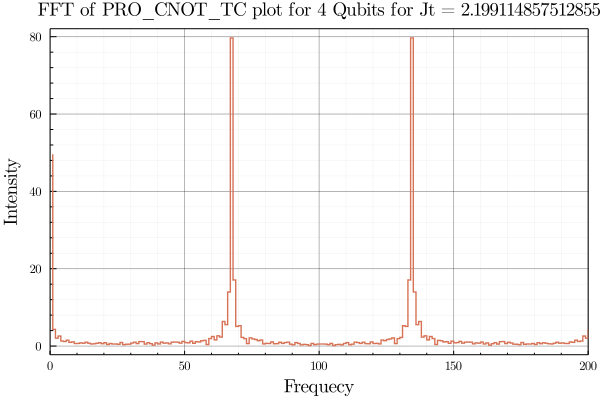 FFT of PRO_CNOT_TC plot for 4 Qubits for Jt = 2.199114857512855
80
60
40
20
0
Intensity
0 50 100 150 200
Frequecy